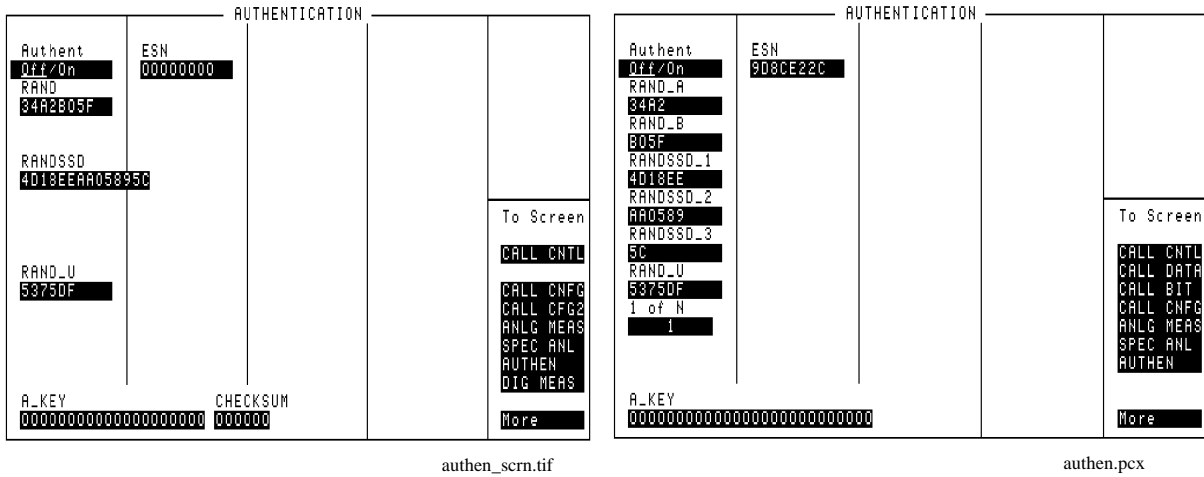 AUTHENTICATION
Authent
Off/On
RAND
34A2B05F
RANDSSD
4D18EEAA05895C
RAND_U
5375DF
A_KEY
00000000000000000000
ESN
00000000
CHECKSUM
000000
To Screen
CALL CNTL
CALL CNFG
CALL CFG2
ANLG MEAS
SPEC ANL
AUTHEN
DIG MEAS
More
authen_scrn.tif
AUTHENTICATION
Authent
Off/On
RAND_A
34A2
RAND_B
B05F
RANDSSD_1
4D18EE
RANDSSD_2
AA0589
RANDSSD_3
5C
RAND_U
5375DF
1 of N
1
A_KEY
00000000000000000000000000
ESN
9D8CE22C
To Screen
CALL CNTL
CALL DATA
CALL BIT
CALL CNFG
ANLG MEAS
SPEC ANL
AUTHEN
More
authen.pcx